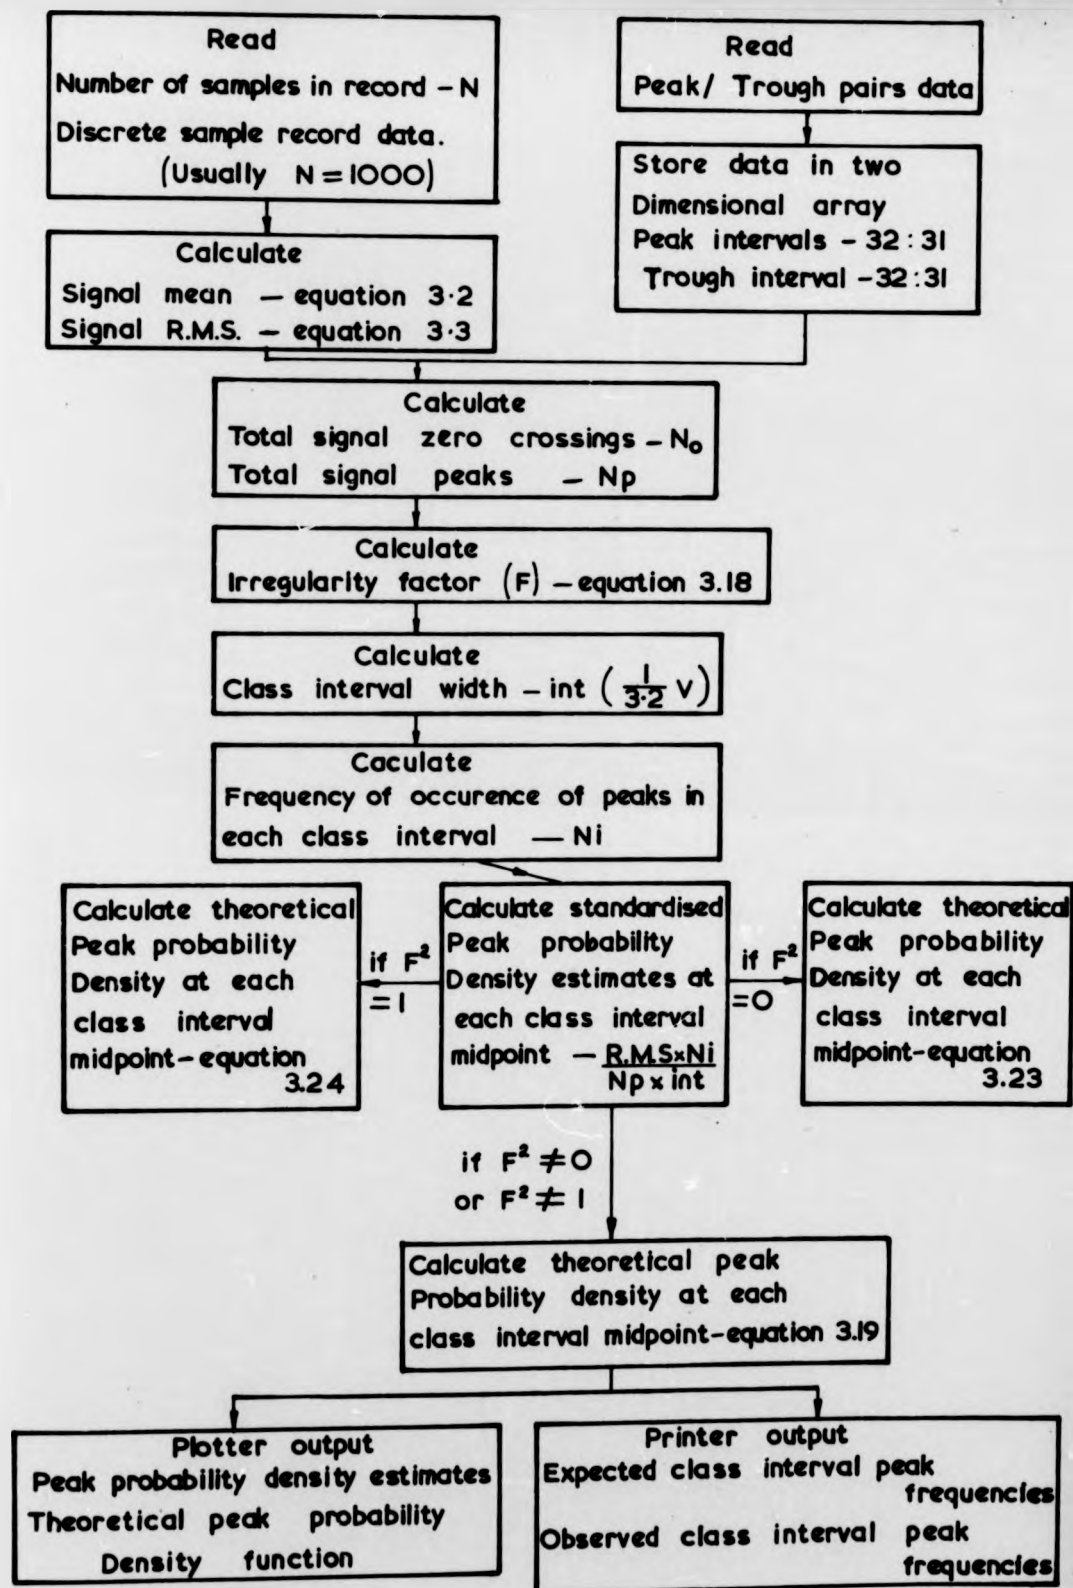 Read
Number of samples in record - N
Discrete sample record data.
(Usually N = 1000)
Read
Peak/ Trough pairs data
Store data in two
Dimensional array
Peak intervals - 32 : 31
Trough interval - 32 : 31
Calculate
Signal mean — equation 3·2
Signal R.M.S. — equation 3·3
Calculate
Total signal zero crossings - N₀
Total signal peaks — Np
Calculate
Irregularity factor (F) — equation 3.18
Calculate
Class interval width - int ( 1/3·2 V )
Caculate
Frequency of occurence of peaks in
each class interval — Ni
Calculate theoretical
Peak probability
Density at each
class interval
midpoint-equation
3.24
if F²
=1
Calculate standardised
Peak probability
Density estimates at
each class interval
midpoint - R.M.S x Ni
Np x int
if F²
=0
Calculate theoretical
Peak probability
Density at each
class interval
midpoint-equation
3.23
if F² ≠ 0
or F² ≠ 1
Calculate theoretical peak
Probability density at each
class interval midpoint-equation 3.19
Plotter output
Peak probability density estimates
Theoretical peak probability
Density function
Printer output
Expected class interval peak
frequencies
Observed class interval peak
frequencies